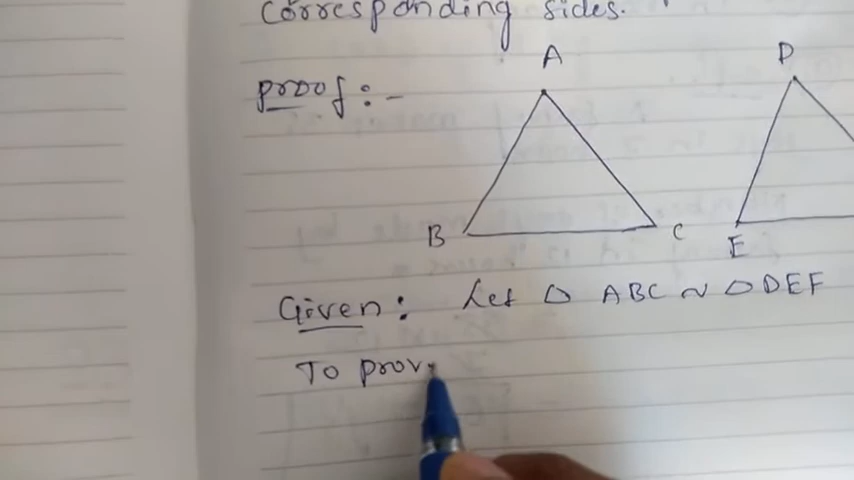 corresponding sides.
A
D
proof:-
B
C
E
Given: Let △ ABC ~ △ DEF
To prov